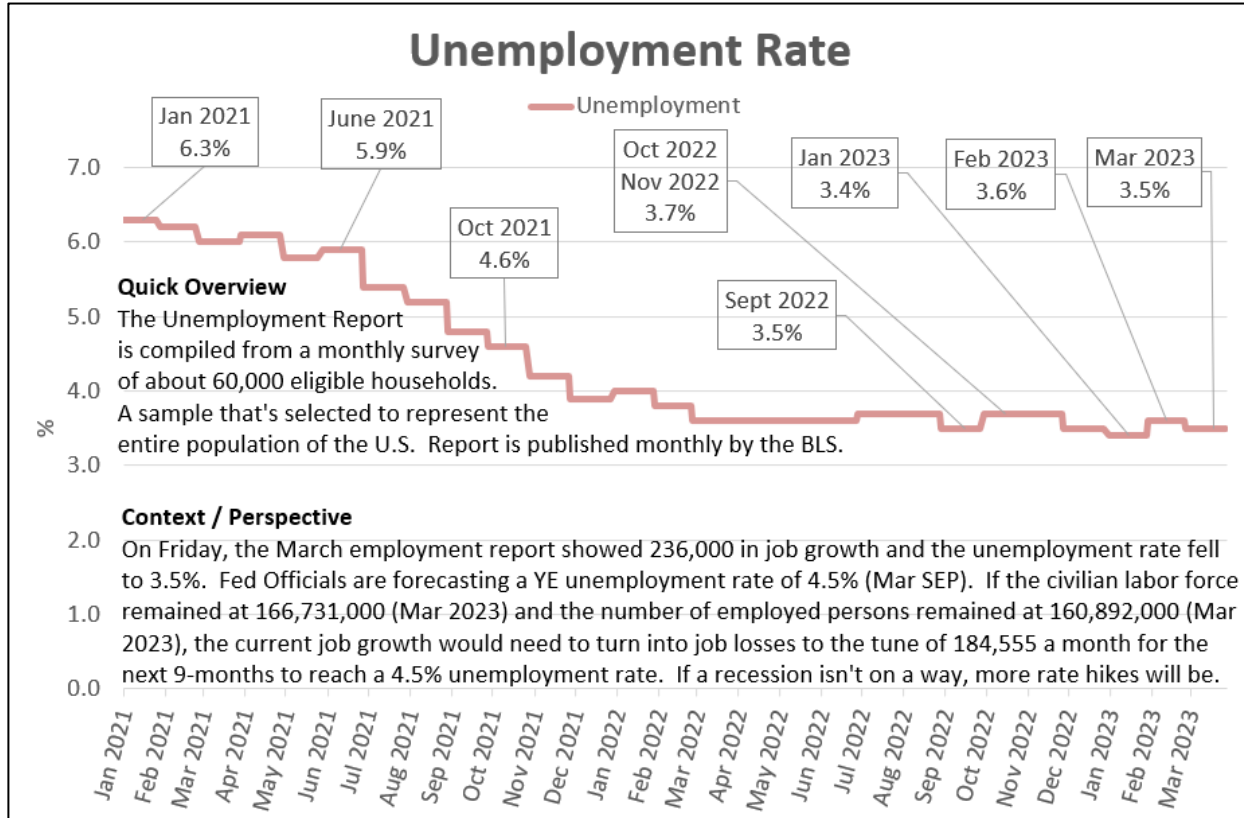 Unemployment Rate
Unemployment
Jan 2021
6.3%
June 2021
5.9%
Oct 2021
4.6%
Oct 2022
Nov 2022
3.7%
Sept 2022
3.5%
Jan 2023
3.4%
Feb 2023
3.6%
Mar 2023
3.5%
7.0
6.0
5.0
4.0
3.0
2.0
1.0
0.0
%
Quick Overview
The Unemployment Report
is compiled from a monthly survey
of about 60,000 eligible households.
A sample that's selected to represent the
entire population of the U.S. Report is published monthly by the BLS.
Context / Perspective
On Friday, the March employment report showed 236,000 in job growth and the unemployment rate fell
to 3.5%. Fed Officials are forecasting a YE unemployment rate of 4.5% (Mar SEP). If the civilian labor force
remained at 166,731,000 (Mar 2023) and the number of employed persons remained at 160,892,000 (Mar
2023), the current job growth would need to turn into job losses to the tune of 184,555 a month for the
next 9-months to reach a 4.5% unemployment rate. If a recession isn't on a way, more rate hikes will be.
Jan 2021
Feb 2021
Mar 2021
Apr 2021
May 2021
Jun 2021
Jul 2021
Aug 2021
Sep 2021
Oct 2021
Nov 2021
Dec 2021
Jan 2022
Feb 2022
Mar 2022
Apr 2022
May 2022
Jun 2022
Jul 2022
Aug 2022
Sep 2022
Oct 2022
Nov 2022
Dec 2022
Jan 2023
Feb 2023
Mar 2023